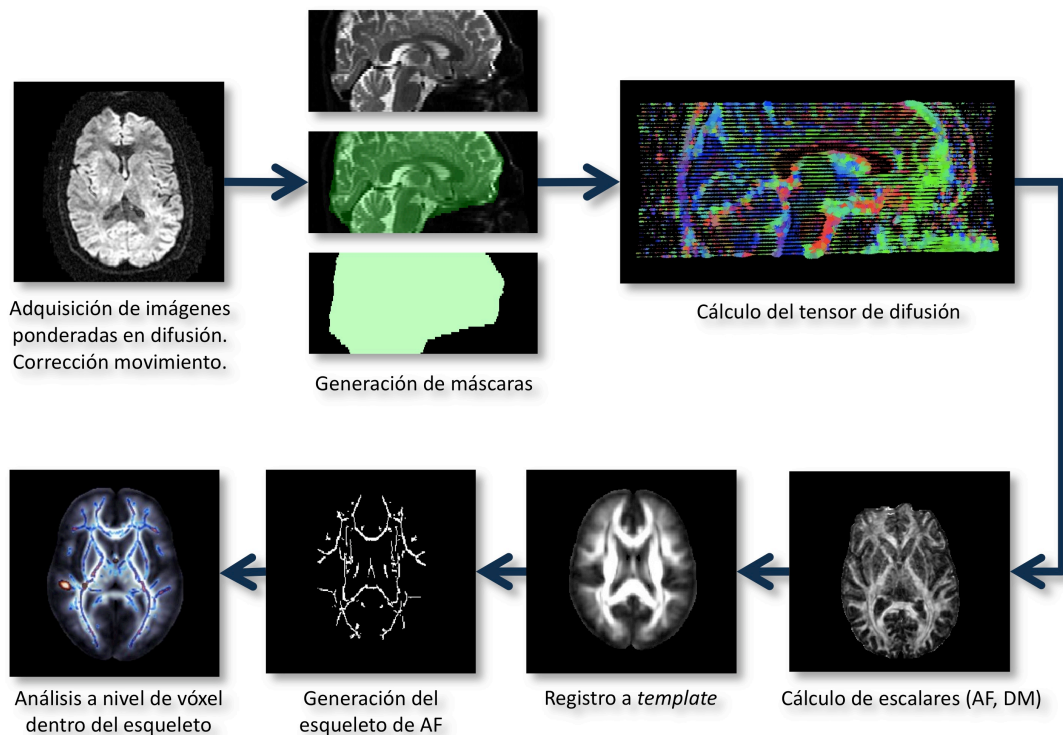 Adquisición de imágenes
ponderadas en difusión.
Corrección movimiento.
Generación de máscaras
Cálculo del tensor de difusión
Cálculo de escalares (AF, DM)
Registro a template
Generación del
esqueleto de AF
Análisis a nivel de vóxel
dentro del esqueleto